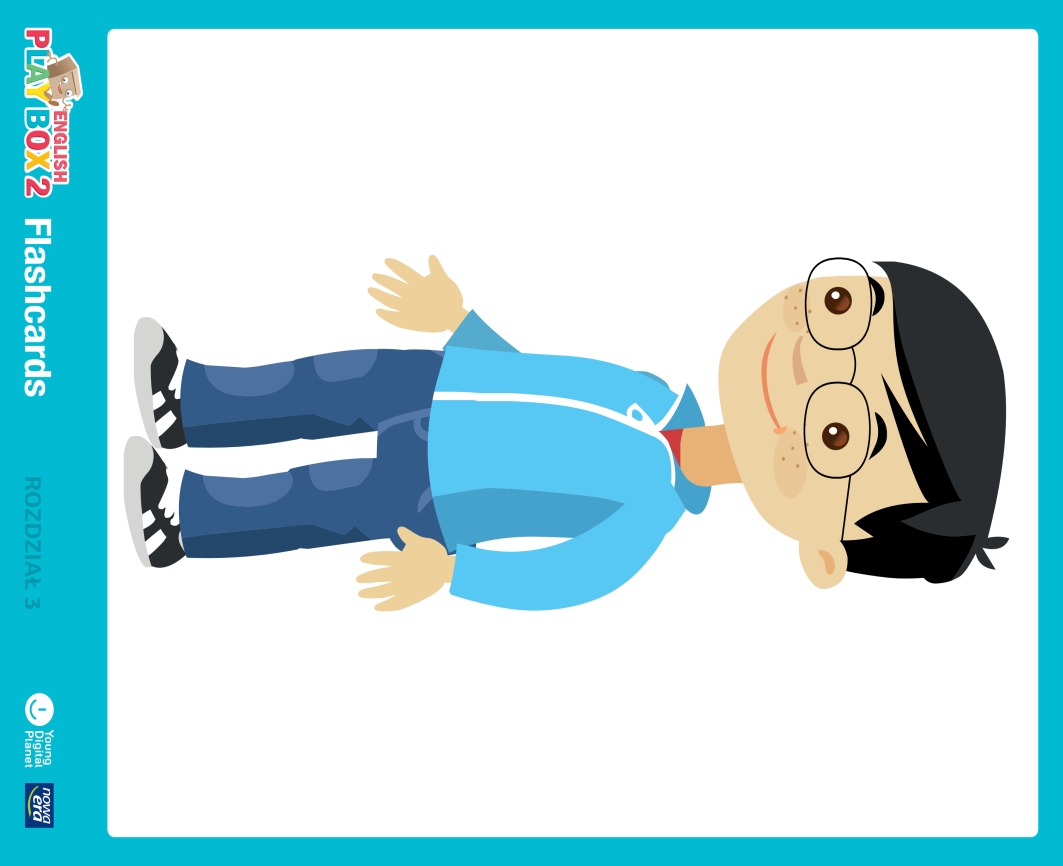 ENGLISH
PLAY BOX 2
Flashcards
ROZDZIAŁ 3
Young
Digital
Planet
nowa
era